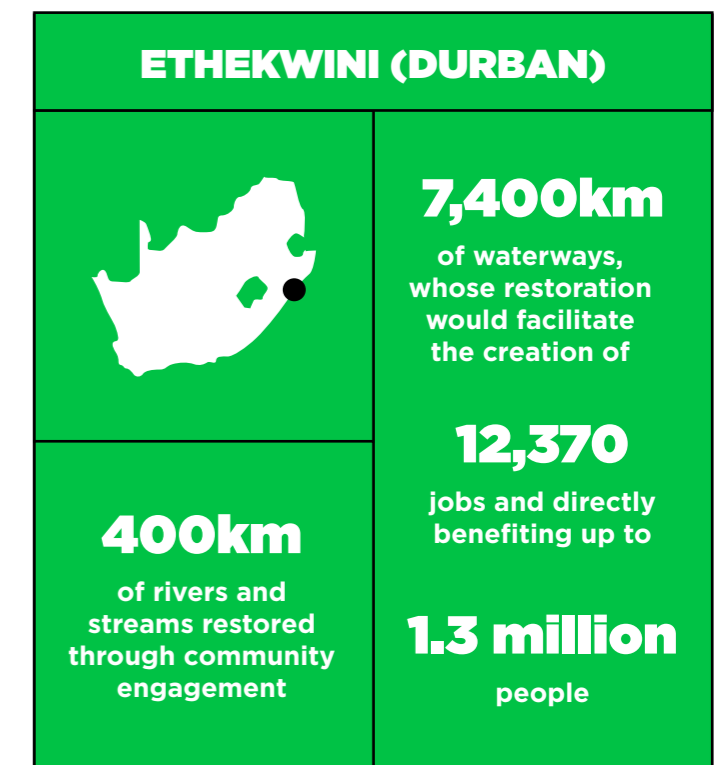 ETHEKWINI (DURBAN)
400km
of rivers and
streams restored
through community
engagement
7,400km
of waterways,
whose restoration
would facilitate
the creation of
12,370
jobs and directly
benefiting up to
1.3 million
people